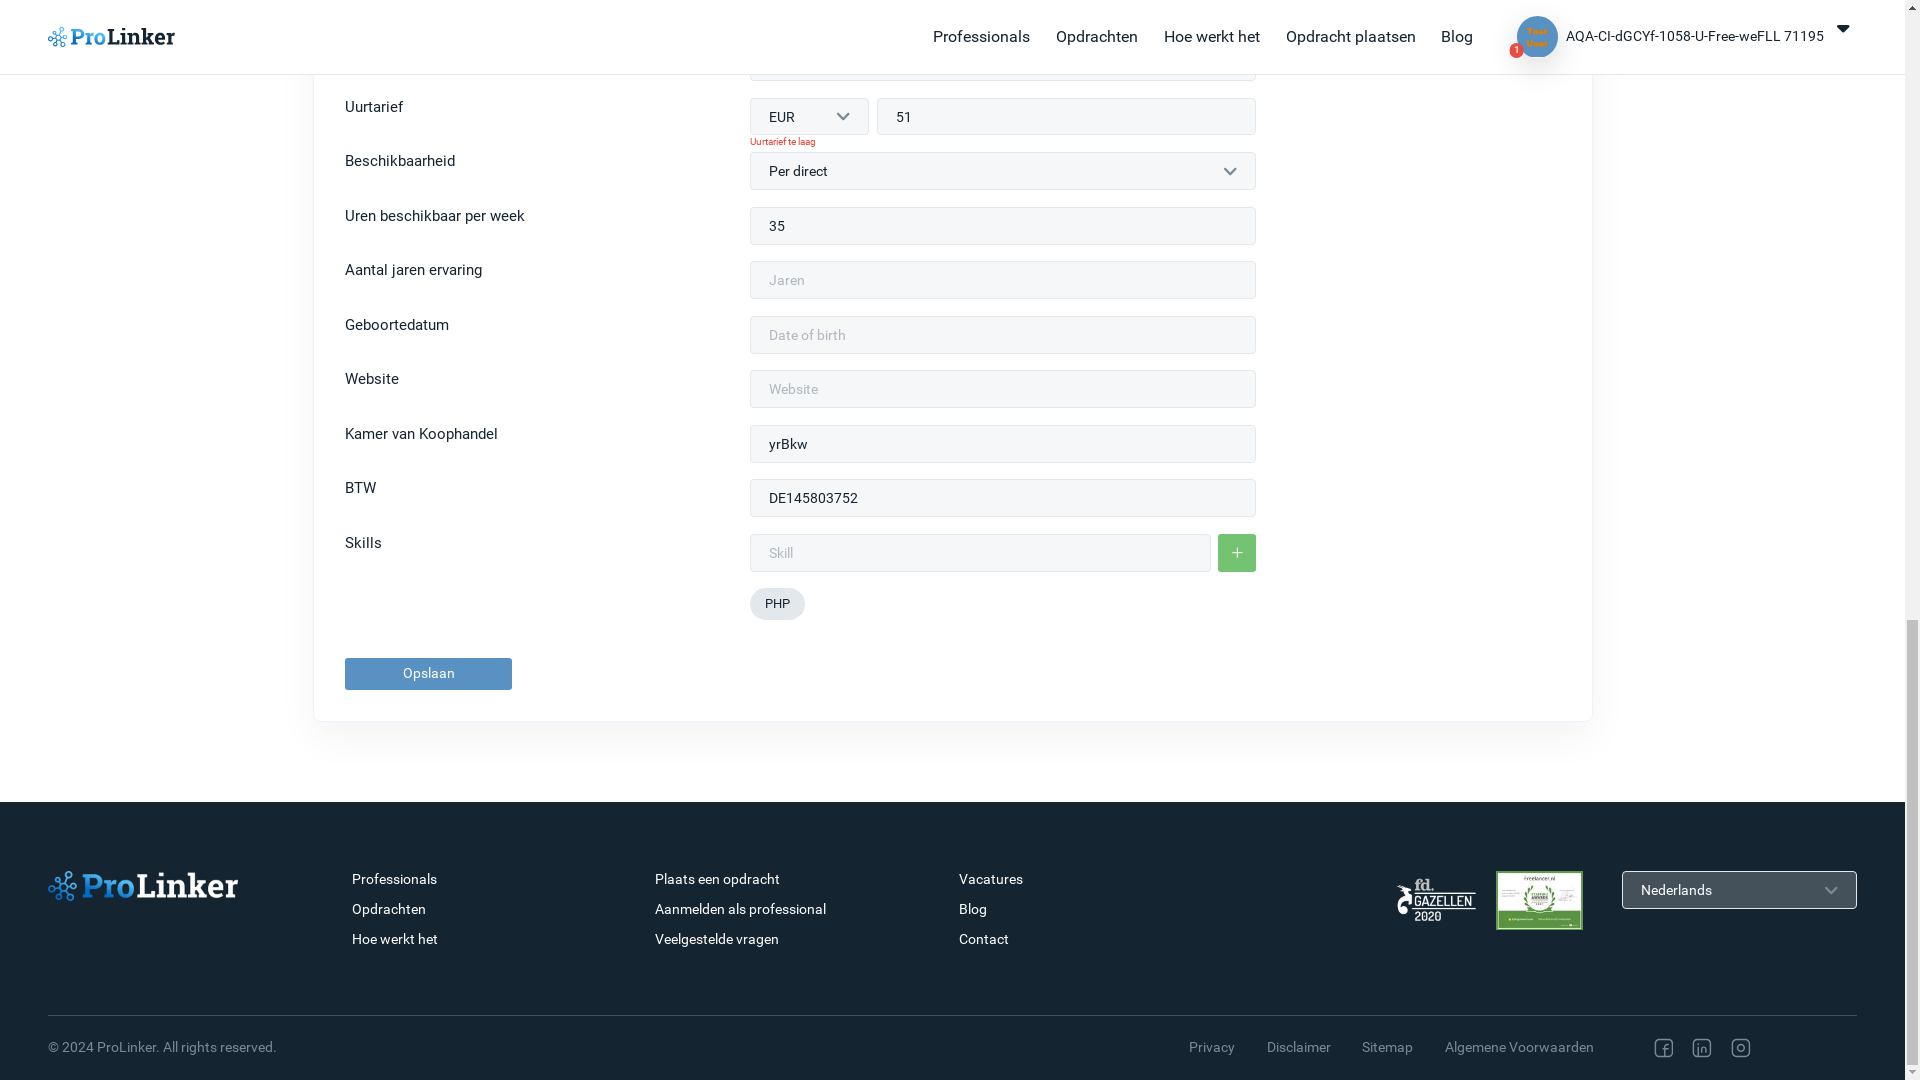 ProLinker
Professionals
Opdrachten
Hoe werkt het
Opdracht plaatsen
Blog
Test
User
1
AQA-CI-dGCYf-1058-U-Free-weFLL 71195
Uurtarief
EUR
51
Uurtarief te laag
Beschikbaarheid
Per direct
Uren beschikbaar per week
35
Aantal jaren ervaring
Jaren
Geboortedatum
Date of birth
Website
Website
Kamer van Koophandel
yrBkw
BTW
DE145803752
Skills
Skill
+
PHP
Opslaan
ProLinker
Professionals
Opdrachten
Hoe werkt het
Plaats een opdracht
Aanmelden als professional
Veelgestelde vragen
Vacatures
Blog
Contact
fd.
GAZELLEN
2020
Freelancer.nl
Nederlands
© 2024 ProLinker. All rights reserved.
Privacy
Disclaimer
Sitemap
Algemene Voorwaarden